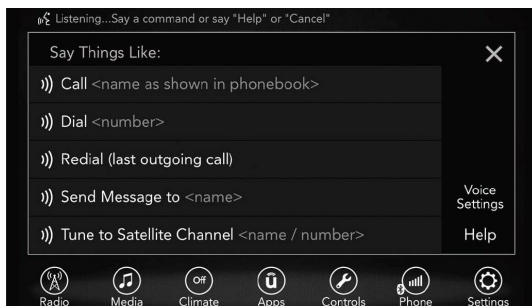 Listening...Say a command or say "Help" or "Cancel"
Say Things Like:
Call <name as shown in phonebook>
Dial <number>
Redial (last outgoing call)
Send Message to <name>
Voice
Settings
Tune to Satellite Channel <name / number>
Help
Off
û
Radio
Media
Climate
Apps
Controls
Phone
Settings